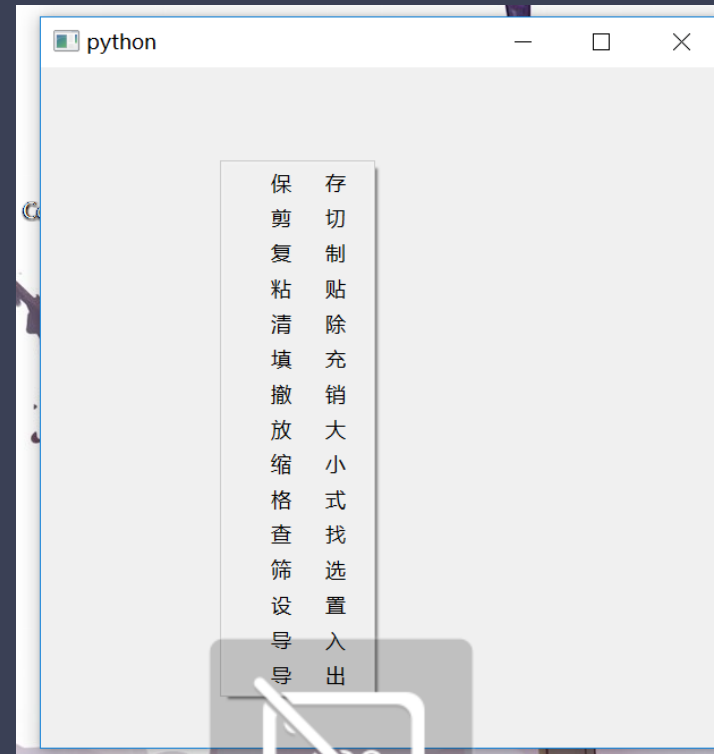 python
保 存
剪 切
复 制
粘 贴
清 除
填 充
撤 销
放 大
缩 小
格 式
查 找
筛 选
设 置
导 入
导 出